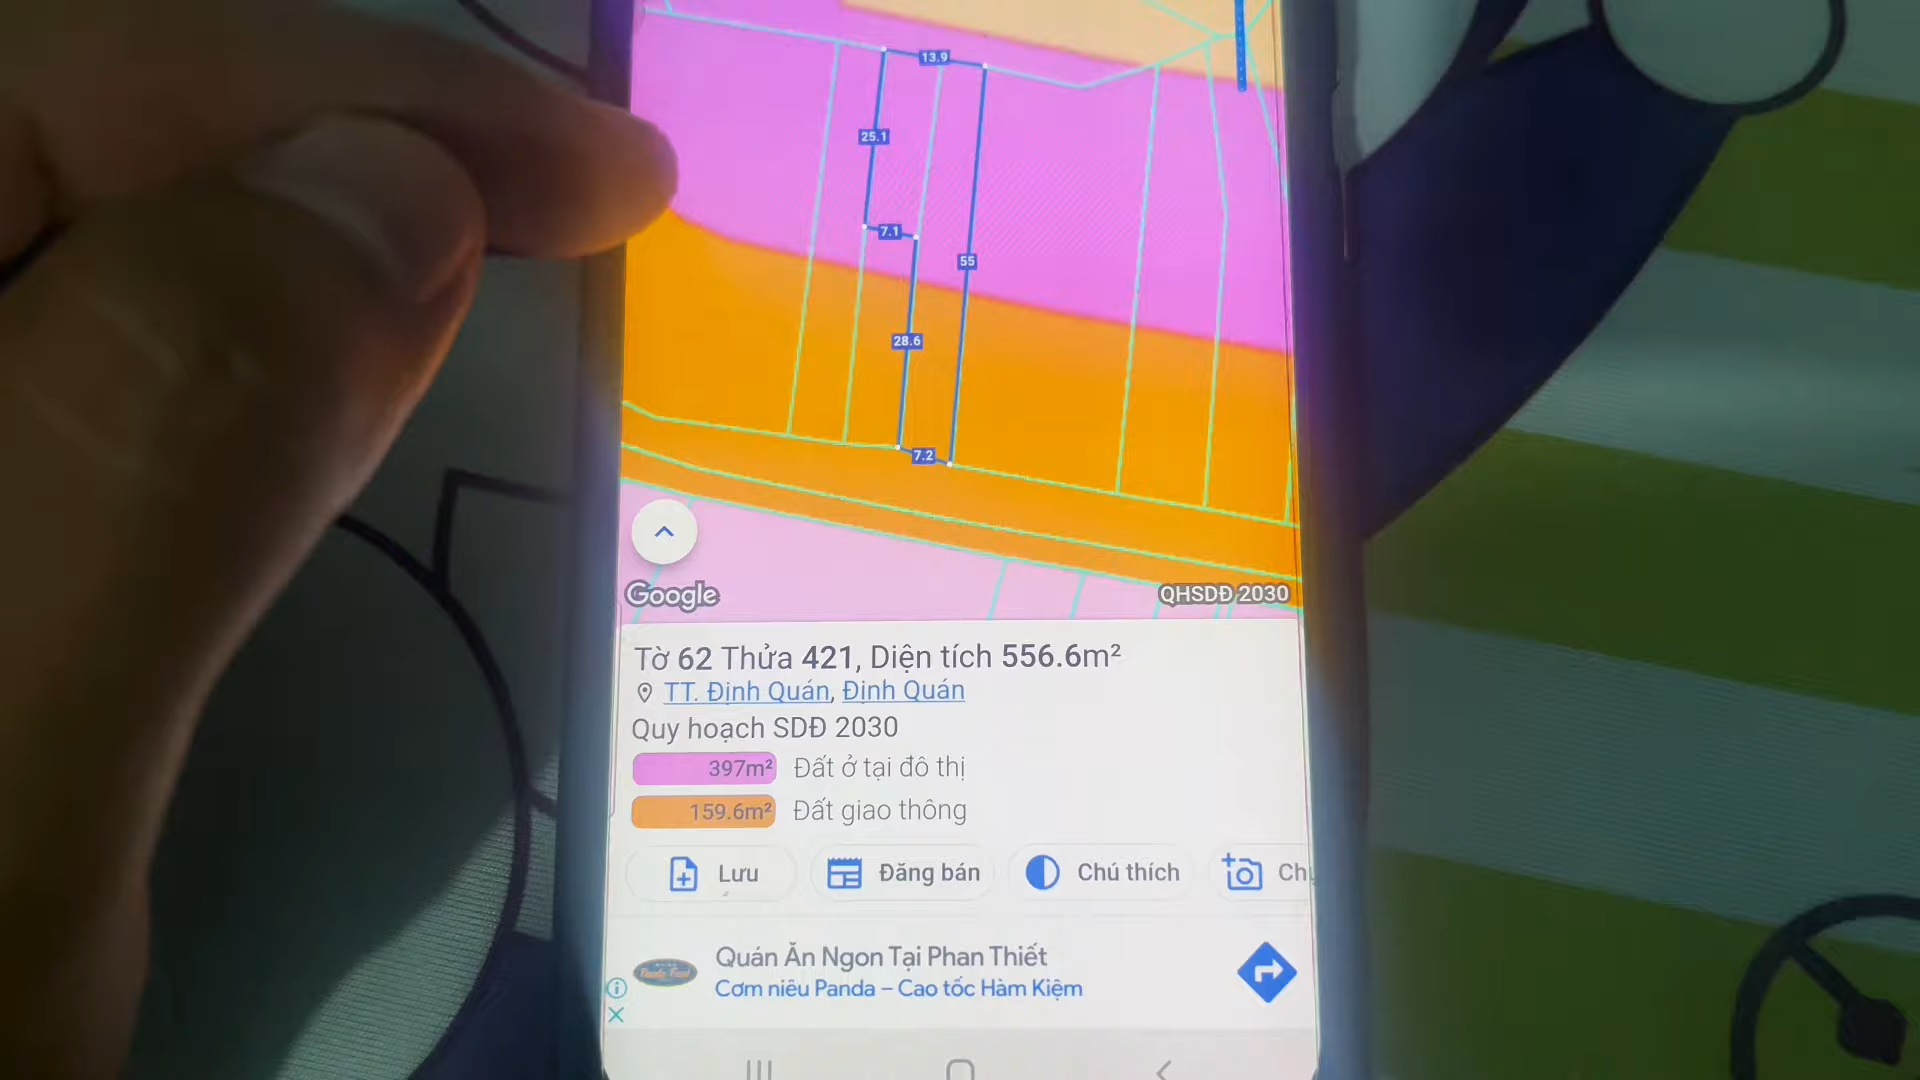 13.9
25.1
7.1
55
28.6
7.2
Google
QHSDĐ 2030
Tờ 62 Thửa 421, Diện tích 556.6m²
TT. Định Quán, Định Quán
Quy hoạch SDĐ 2030
397m² Đất ở tại đô thị
159.6m² Đất giao thông
Lưu Đăng bán Chú thích
Quán Ăn Ngon Tại Phan Thiết
Cơm niêu Panda – Cao tốc Hàm Kiệm